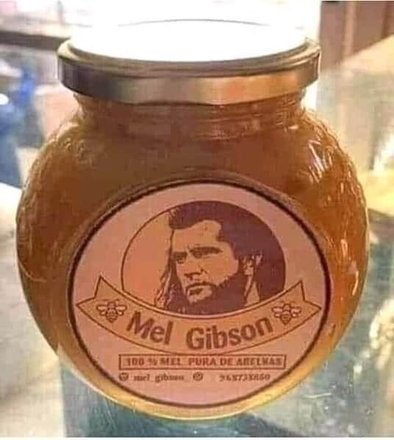 Mel Gibson
100 % MEL PURA DE ABELHAS
mel_gibson_